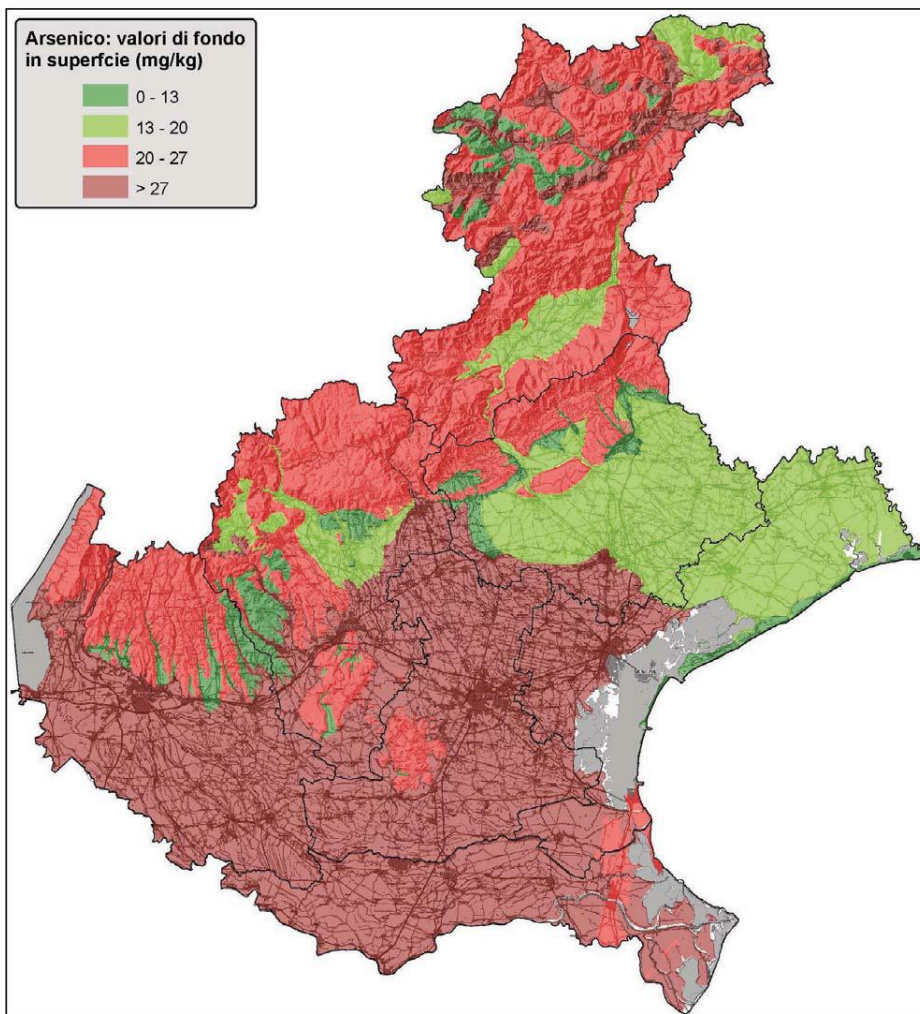 Arsenico: valori di fondo
in superfcie (mg/kg)
0 - 13
13 - 20
20 - 27
> 27